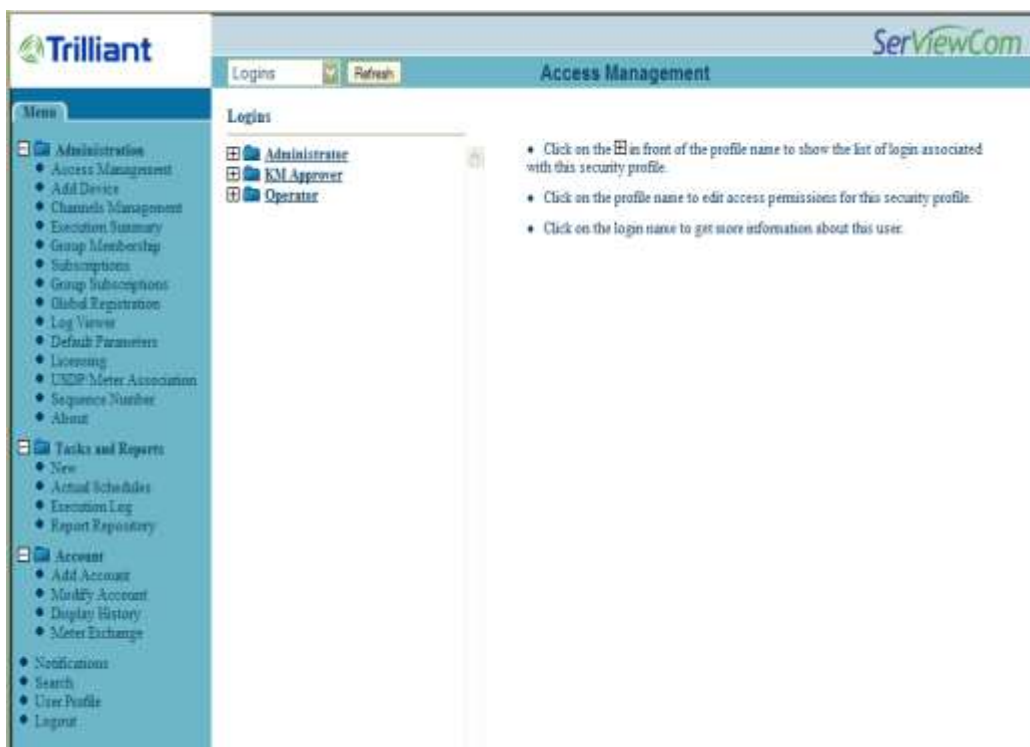 Trilliant
SerViewCom
Logins
Refresh
Access Management
Menu
Administration
Access Management
Add Device
Channels Management
Execution Summary
Group Membership
Subscriptions
Group Subscriptions
Global Registration
Log Viewer
Default Parameters
Licensing
USDP/Meter Association
Sequence Number
About
Tasks and Reports
New
Actual Schedules
Execution Log
Report Repository
Account
Add Account
Modify Account
Display History
Meter Exchange
Notifications
Search
User Profile
Logout
Logins
Administrator
KM Approver
Operator
• Click on the ⊞ in front of the profile name to show the list of login associated
with this security profile.
• Click on the profile name to edit access permissions for this security profile.
• Click on the login name to get more information about this user.